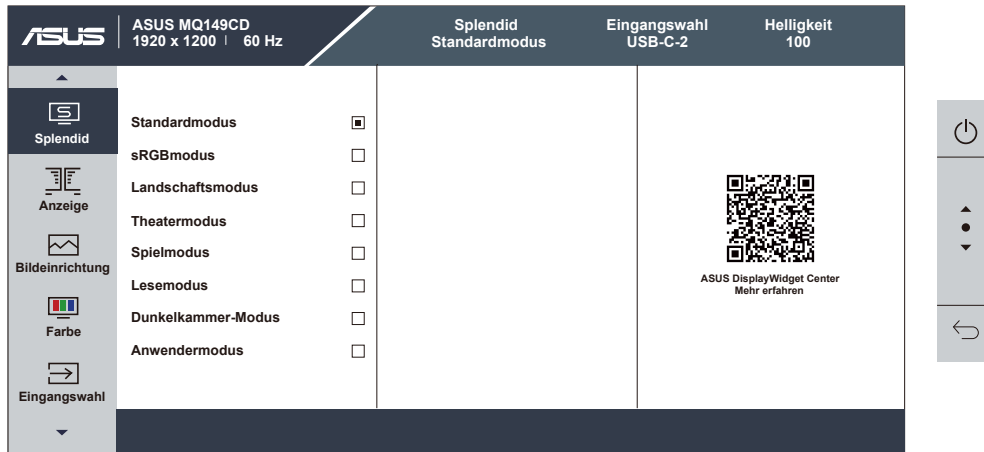 ASUS
ASUS MQ149CD
1920 x 1200 | 60 Hz
Splendid
Standardmodus
Eingangswahl
USB-C-2
Helligkeit
100
Splendid
Anzeige
Bildeinrichtung
Farbe
Eingangswahl
Standardmodus
sRGBmodus
Landschaftsmodus
Theatermodus
Spielmodus
Lesemodus
Dunkelkammer-Modus
Anwendermodus
ASUS DisplayWidget Center
Mehr erfahren